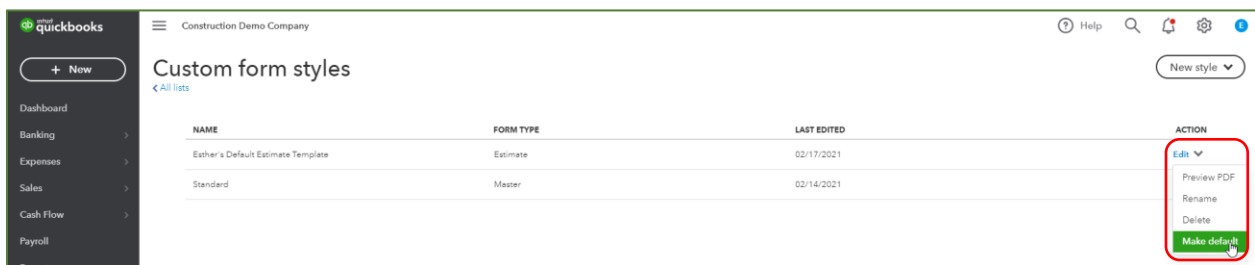 intuit quickbooks
Construction Demo Company
Help
E
+ New
Custom form styles
New style
All lists
Dashboard
Banking
Expenses
Sales
Cash Flow
Payroll
NAME FORM TYPE LAST EDITED ACTION
Esther's Default Estimate Template Estimate 02/17/2021 Edit
Standard Master 02/14/2021
Preview PDF
Rename
Delete
Make default